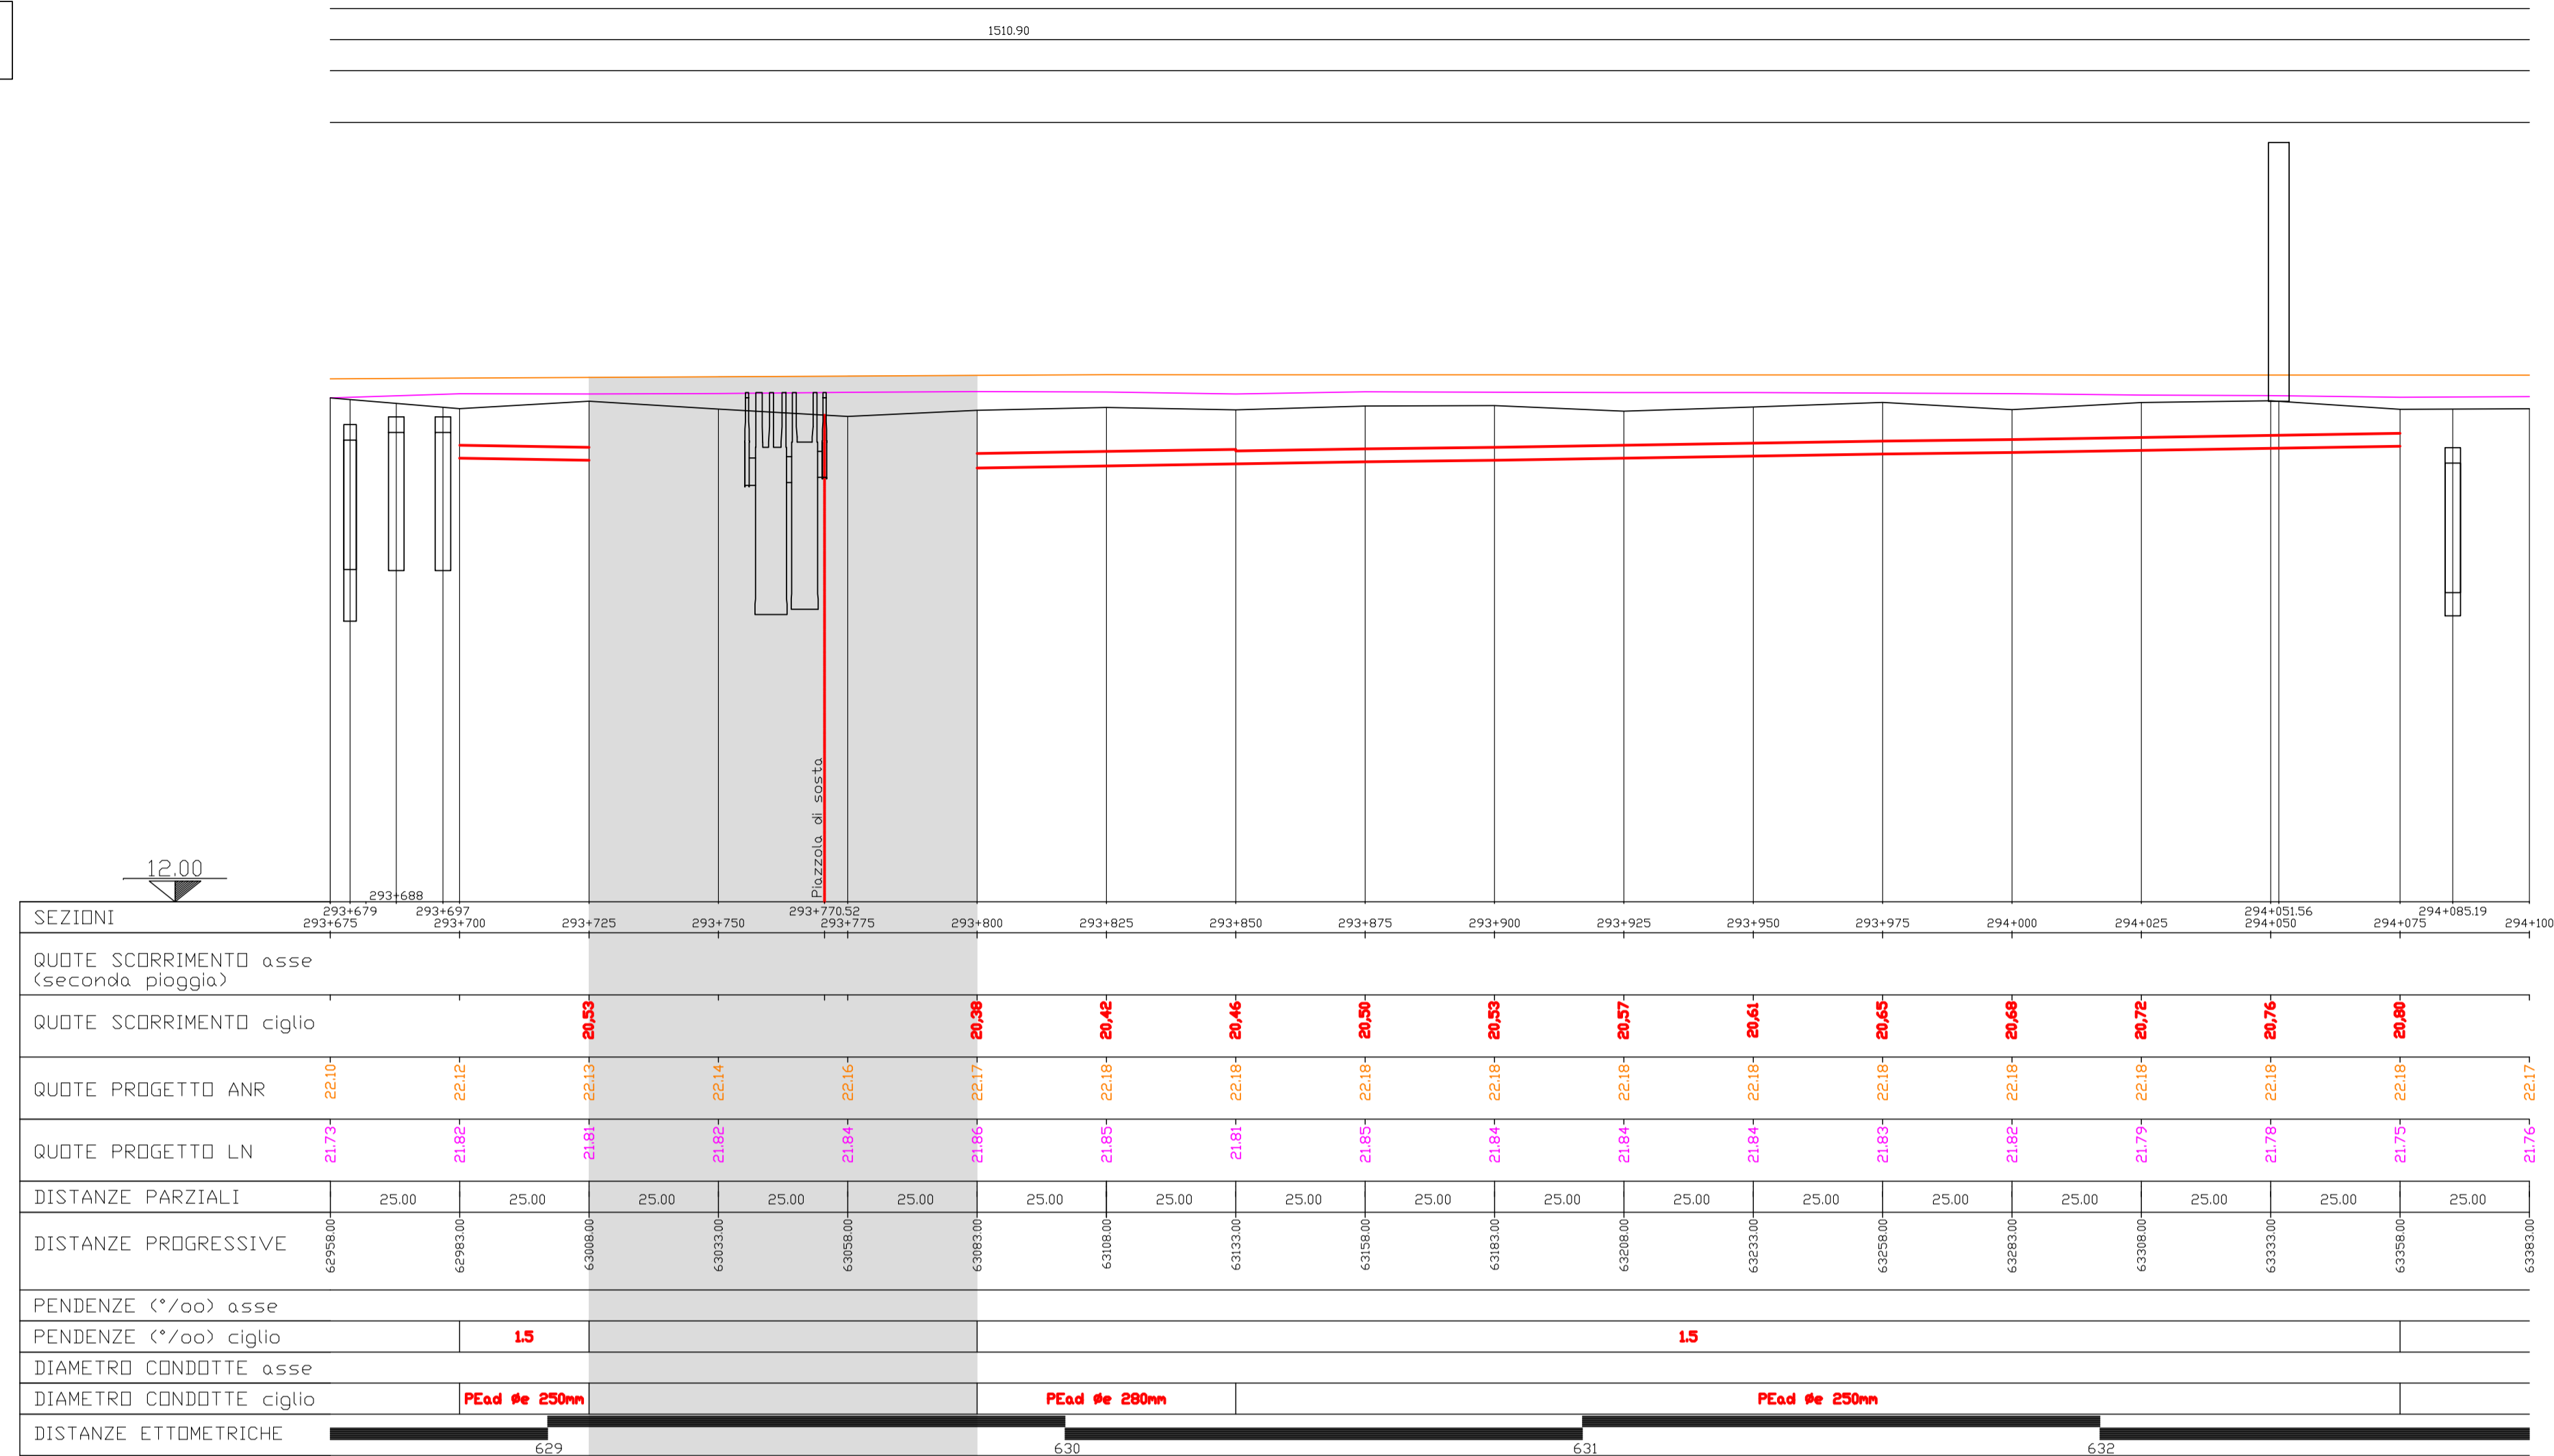 1510.90
Piazzola di sosta
12.00
293+688
SEZIONI
293+679 293+697 293+770.52 294+051.56 294+085.19
293+675 293+700 293+725 293+750 293+775 293+800 293+825 293+850 293+875 293+900 293+925 293+950 293+975 294+000 294+025 294+050 294+075 294+100
QUOTE SCORRIMENTO asse
(seconda pioggia)
QUOTE SCORRIMENTO ciglio 20,53 20,38 20,42 20,46 20,50 20,53 20,57 20,61 20,65 20,68 20,72 20,76 20,80
QUOTE PROGETTO ANR 22.10 22.12 22.13 22.14 22.16 22.17 22.18 22.18 22.18 22.18 22.18 22.18 22.18 22.18 22.18 22.18 22.18 22.17
QUOTE PROGETTO LN 21.73 21.82 21.81 21.82 21.84 21.86 21.85 21.81 21.85 21.84 21.84 21.84 21.83 21.82 21.79 21.78 21.75 21.76
DISTANZE PARZIALI 25.00 25.00 25.00 25.00 25.00 25.00 25.00 25.00 25.00 25.00 25.00 25.00 25.00 25.00 25.00 25.00 25.00
DISTANZE PROGRESSIVE 62958.00 62983.00 63008.00 63033.00 63058.00 63083.00 63108.00 63133.00 63158.00 63183.00 63208.00 63233.00 63258.00 63283.00 63308.00 63333.00 63358.00 63383.00
PENDENZE (°/oo) asse
PENDENZE (°/oo) ciglio 1.5 1.5
DIAMETRO CONDOTTE asse
DIAMETRO CONDOTTE ciglio PEad Øe 250mm PEad Øe 280mm PEad Øe 250mm
DISTANZE ETTOMETRICHE
629 630 631 632